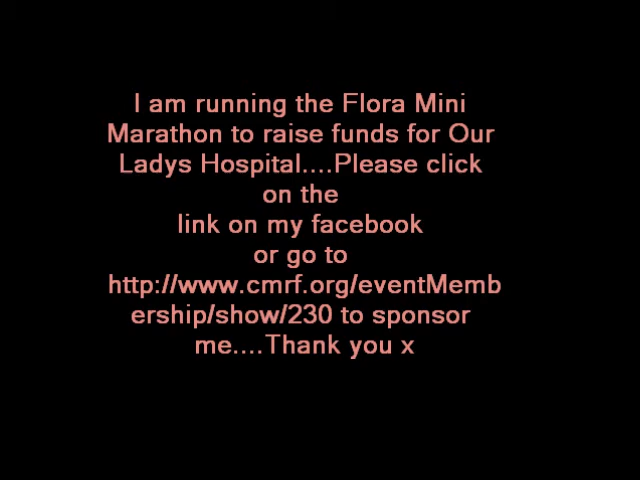 I am running the Flora Mini
Marathon to raise funds for Our
Ladys Hospital....Please click
on the
link on my facebook
or go to
http://www.cmrf.org/eventMemb
ership/show/230 to sponsor
me....Thank you x